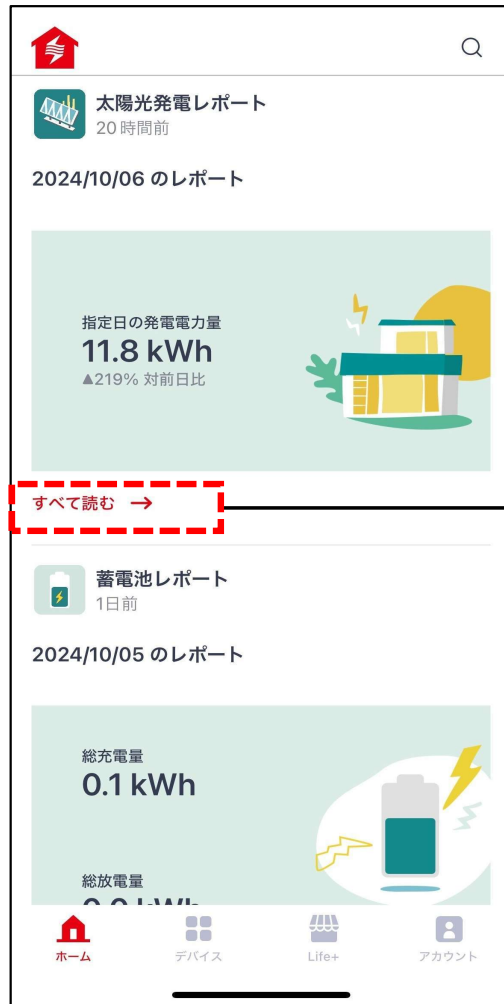 太陽光発電レポート
20 時間前
2024/10/06 のレポート
指定日の発電電力量
11.8 kWh
▲219% 対前日比
すべて読む →
蓄電池レポート
1日前
2024/10/05 のレポート
総充電量
0.1 kWh
総放電量
ホーム
デバイス
Life+
アカウント